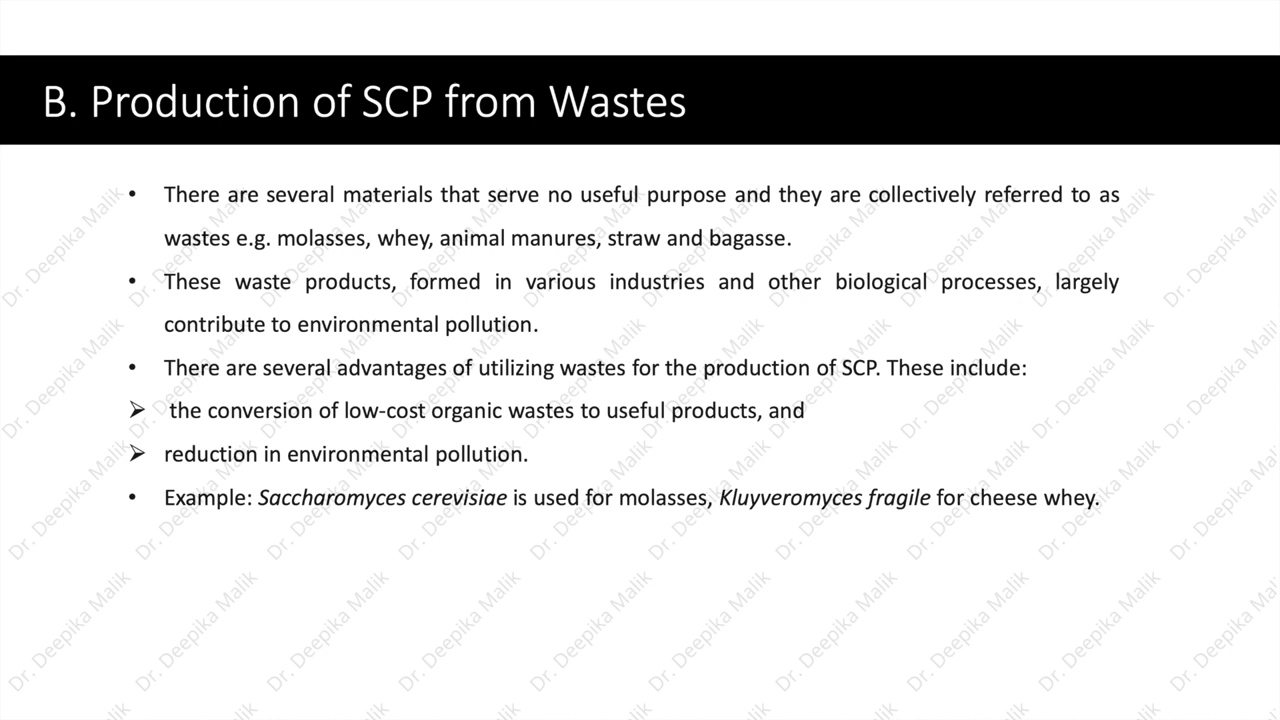 B. Production of SCP from Wastes
• There are several materials that serve no useful purpose and they are collectively referred to as
wastes e.g. molasses, whey, animal manures, straw and bagasse.
• These waste products, formed in various industries and other biological processes, largely
contribute to environmental pollution.
• There are several advantages of utilizing wastes for the production of SCP. These include:
➢ the conversion of low-cost organic wastes to useful products, and
➢ reduction in environmental pollution.
• Example: Saccharomyces cerevisiae is used for molasses, Kluyveromyces fragile for cheese whey.
Dr. Deepika Malik